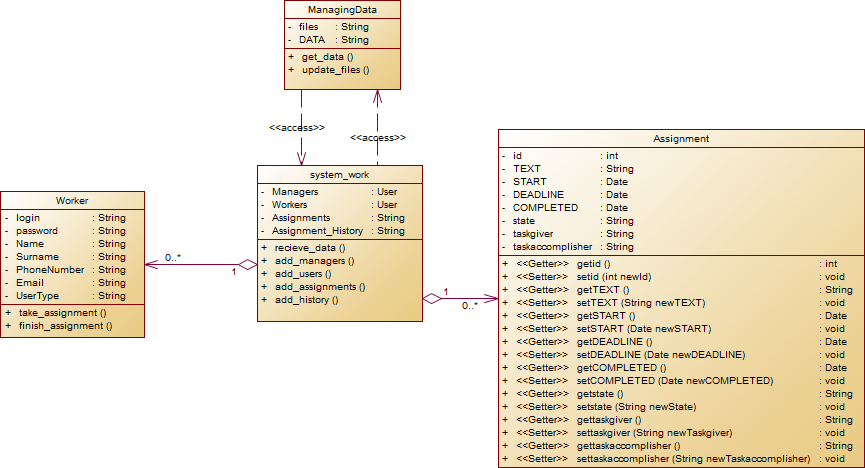 ManagingData
- files : String
- DATA : String
+ get_data ()
+ update_files ()
<<access>>
<<access>>
system_work
- Managers : User
- Workers : User
- Assignments : String
- Assignment_History : String
+ recieve_data ()
+ add_managers ()
+ add_users ()
+ add_assignments ()
+ add_history ()
Worker
- login : String
- password : String
- Name : String
- Surname : String
- PhoneNumber : String
- Email : String
- UserType : String
+ take_assignment ()
+ finish_assignment ()
0..*
1
1
0..*
Assignment
- id : int
- TEXT : String
- START : Date
- DEADLINE : Date
- COMPLETED : Date
- state : String
- taskgiver : String
- taskaccomplisher : String
+ <<Getter>> getid () : int
+ <<Setter>> setid (int newId) : void
+ <<Getter>> getTEXT () : String
+ <<Setter>> setTEXT (String newTEXT) : void
+ <<Getter>> getSTART () : Date
+ <<Setter>> setSTART (Date newSTART) : void
+ <<Getter>> getDEADLINE () : Date
+ <<Setter>> setDEADLINE (Date newDEADLINE) : void
+ <<Getter>> getCOMPLETED () : Date
+ <<Setter>> setCOMPLETED (Date newCOMPLETED) : void
+ <<Getter>> getstate () : String
+ <<Setter>> setstate (String newState) : void
+ <<Getter>> gettaskgiver () : String
+ <<Setter>> settaskgiver (String newTaskgiver) : void
+ <<Getter>> gettaskaccomplisher () : String
+ <<Setter>> settaskaccomplisher (String newTaskaccomplisher) : void